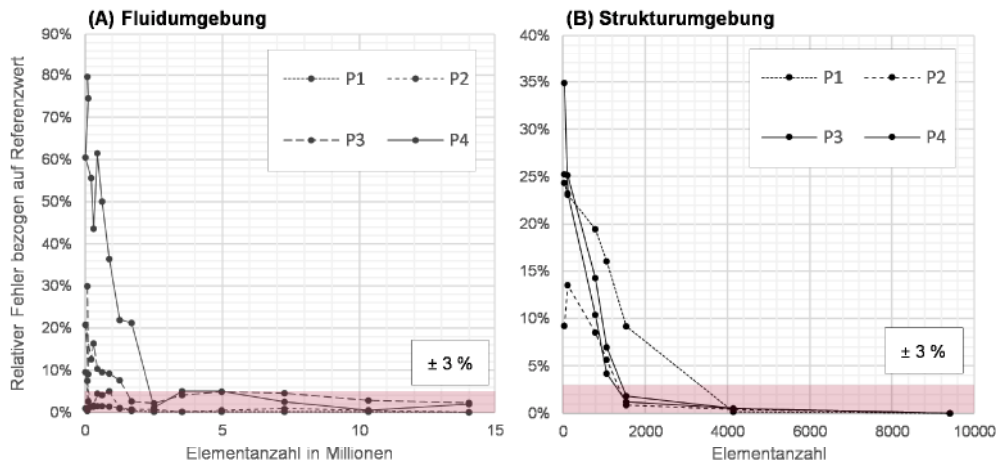 (A) Fluidumgebung
Relativer Fehler bezogen auf Referenzwert
90%
80%
70%
60%
50%
40%
30%
20%
10%
0%
P1
P2
P3
P4
± 3 %
0
5
10
15
Elementanzahl in Millionen
(B) Strukturumgebung
40%
35%
30%
25%
20%
15%
10%
5%
0%
P1
P2
P3
P4
± 3 %
0
2000
4000
6000
8000
10000
Elementanzahl